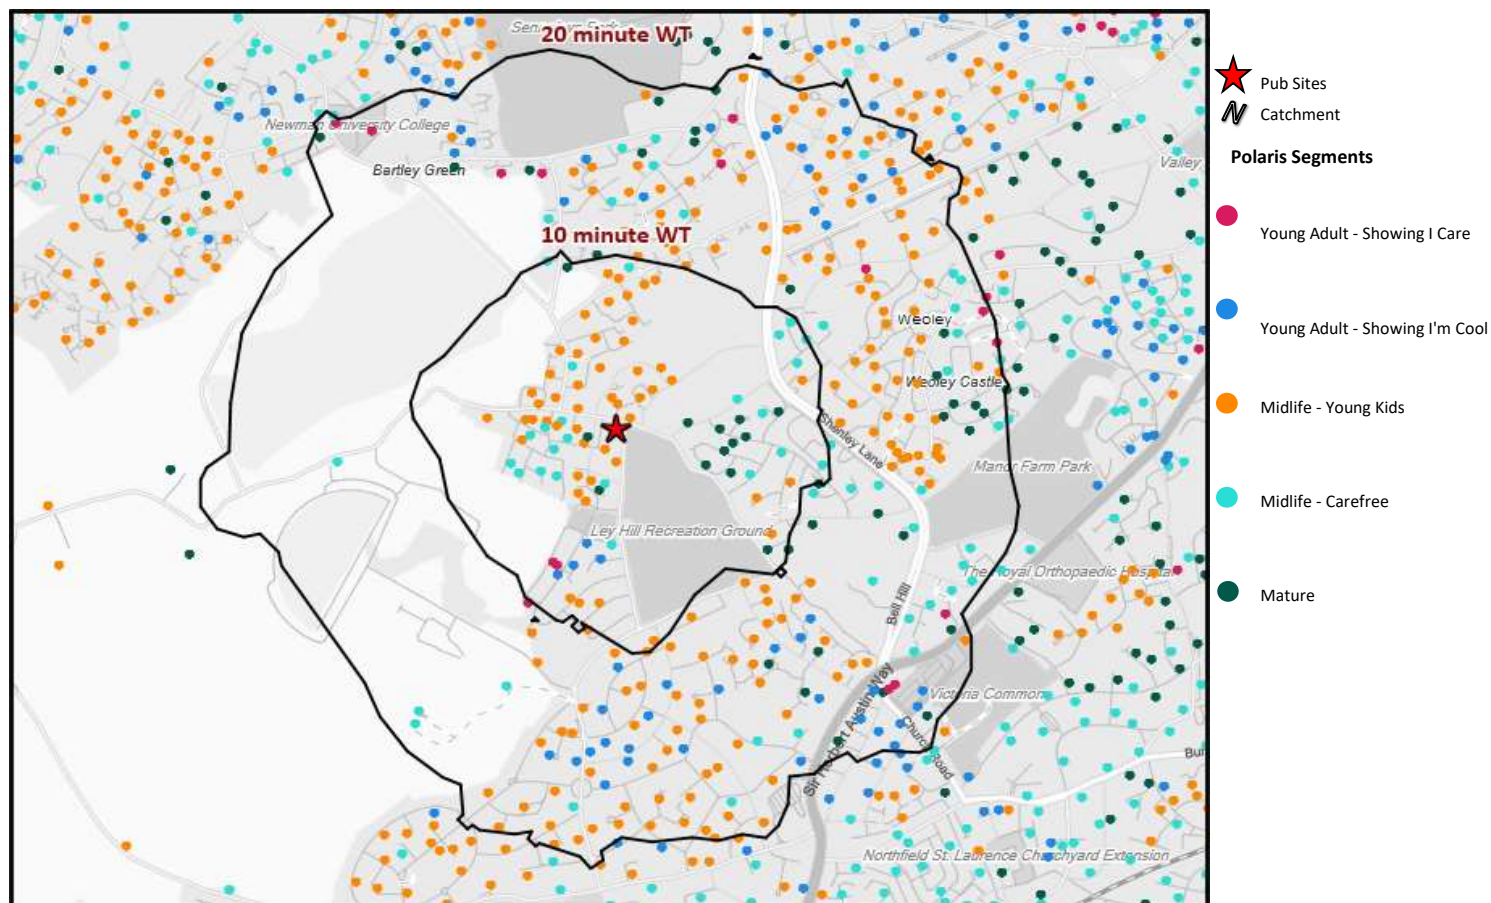 20 minute WT
Newman University College
Bartley Green
Valley
10 minute WT
Weoley
Weoley Castle
Shenley Lane
Manor Farm Park
Ley Hill Recreation Ground
The Royal Orthopaedic Hospital
Bell Hill
Victoria Common
Sir Herbert Austin Way
Church Road
Bur
Northfield St. Laurence Churchyard Extension
Pub Sites
Catchment
Polaris Segments
Young Adult - Showing I Care
Young Adult - Showing I'm Cool
Midlife - Young Kids
Midlife - Carefree
Mature